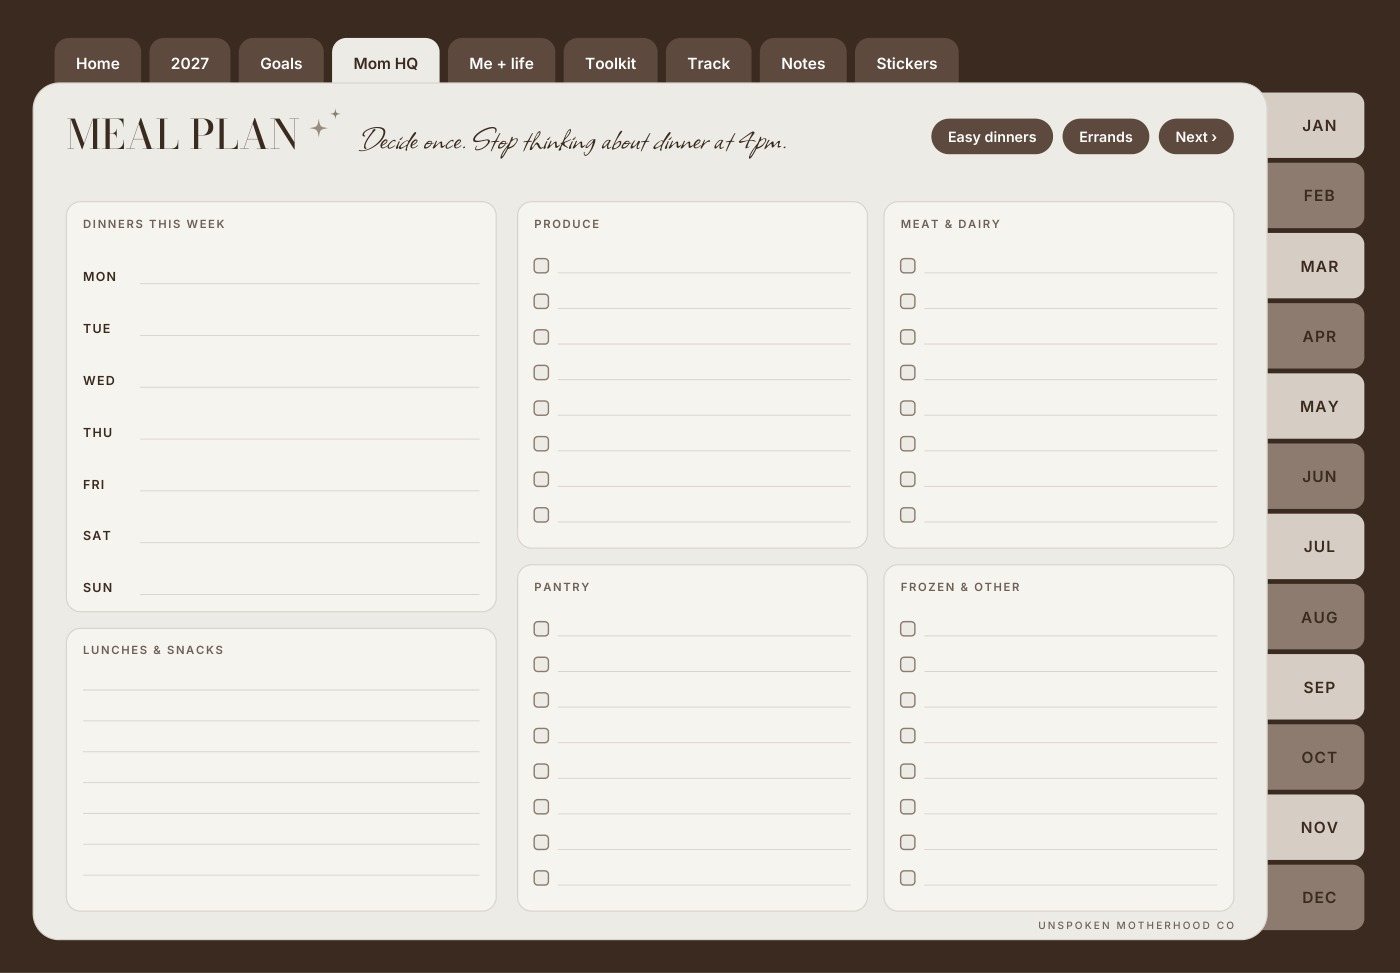 Home 2027 Goals Mom HQ Me + life Toolkit Track Notes Stickers
MEAL PLAN Decide once. Stop thinking about dinner at 4pm.
Easy dinners Errands Next ›
DINNERS THIS WEEK
MON
TUE
WED
THU
FRI
SAT
SUN
LUNCHES & SNACKS
PRODUCE
MEAT & DAIRY
PANTRY
FROZEN & OTHER
UNSPOKEN MOTHERHOOD CO
JAN
FEB
MAR
APR
MAY
JUN
JUL
AUG
SEP
OCT
NOV
DEC